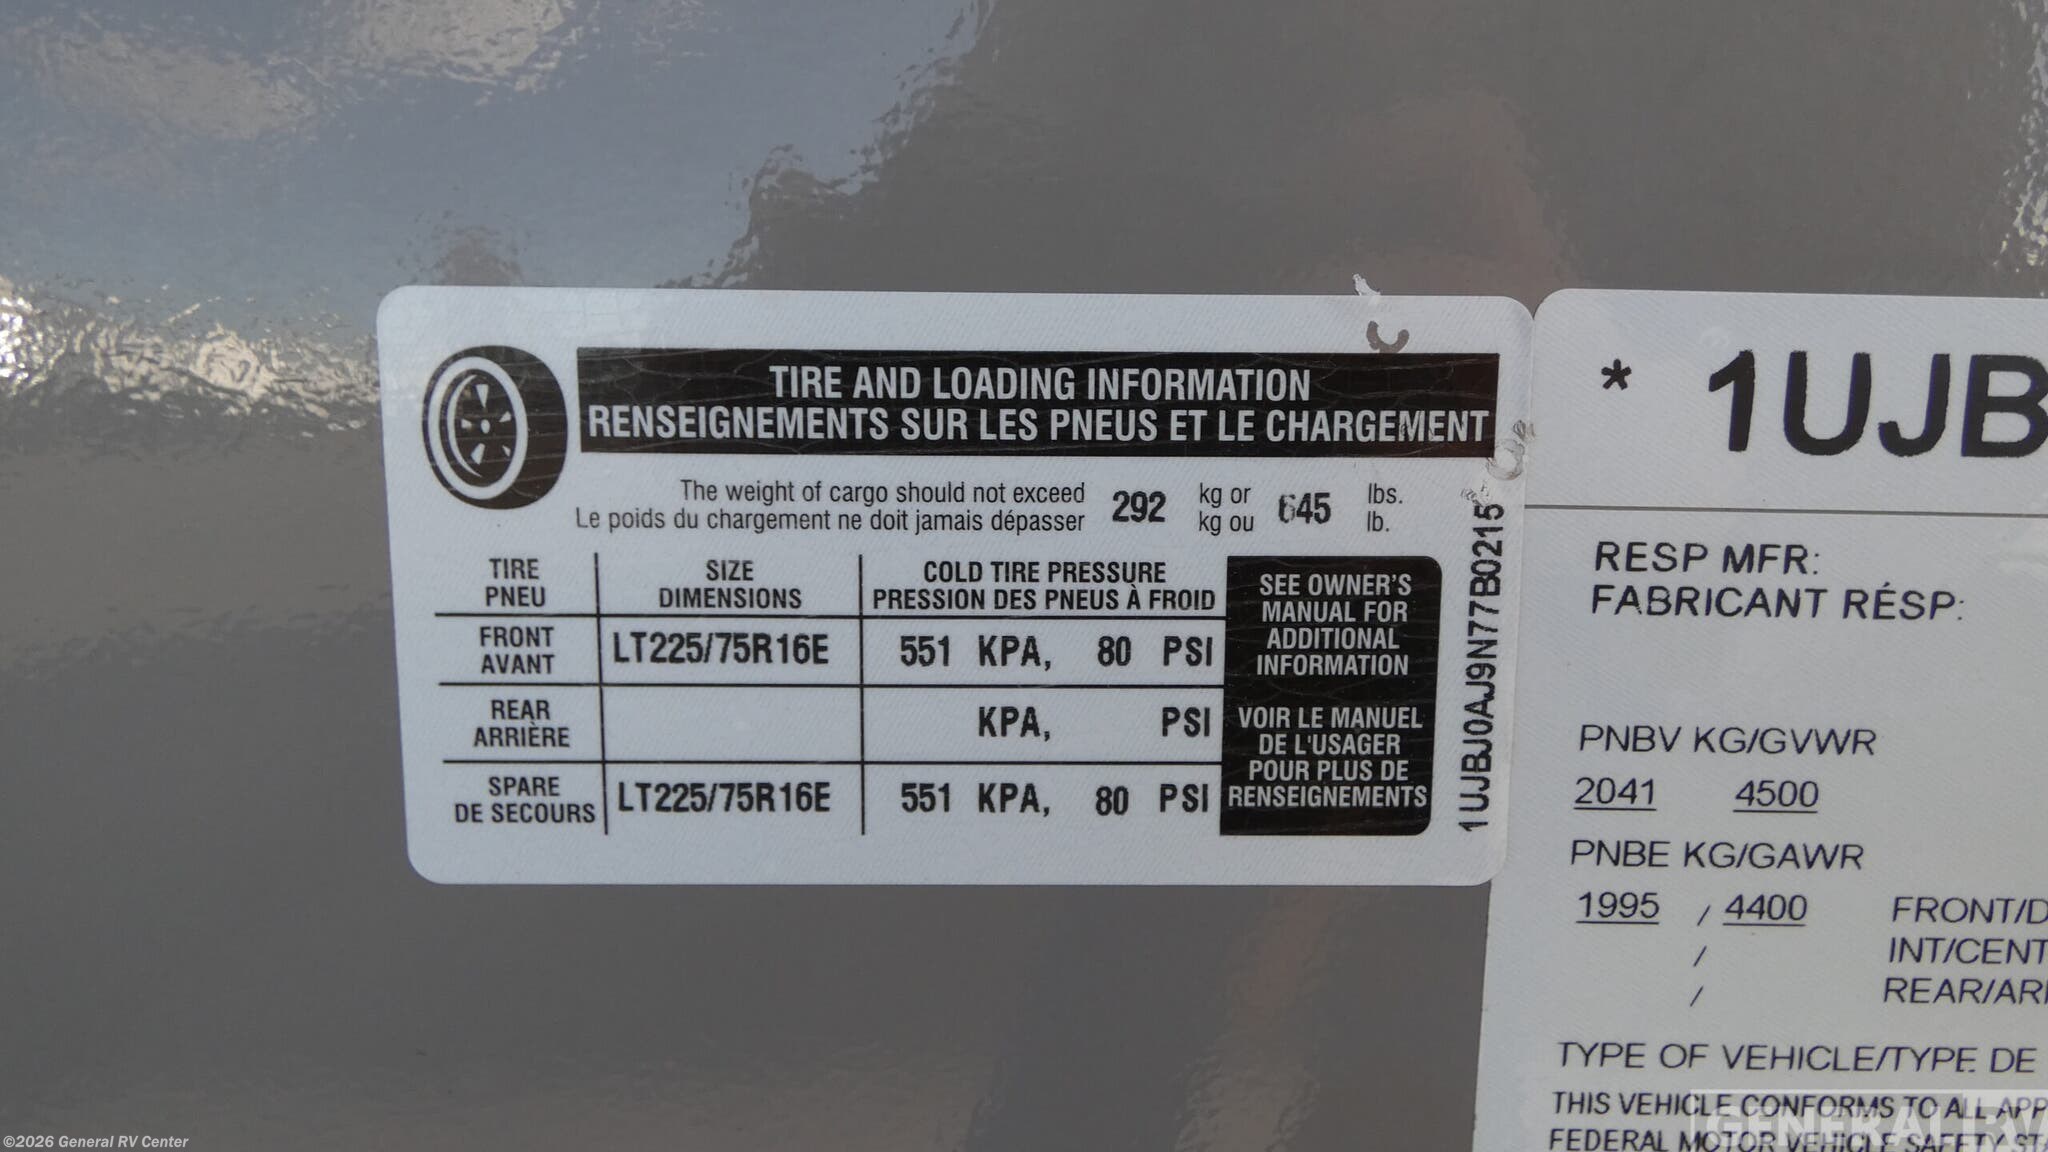 TIRE AND LOADING INFORMATION
RENSEIGNEMENTS SUR LES PNEUS ET LE CHARGEMENT
The weight of cargo should not exceed 292 kg or 645 lbs.
Le poids du chargement ne doit jamais dépasser kg ou lb.
TIRE SIZE COLD TIRE PRESSURE
PNEU DIMENSIONS PRESSION DES PNEUS À FROID
FRONT
AVANT
LT225/75R16E 551 KPA, 80 PSI
REAR
ARRIÈRE
KPA, PSI
SPARE
DE SECOURS
LT225/75R16E 551 KPA, 80 PSI
SEE OWNER'S
MANUAL FOR
ADDITIONAL
INFORMATION
VOIR LE MANUEL
DE L'USAGER
POUR PLUS DE
RENSEIGNEMENTS
1UJBJ0AJ9N77B0215
* 1UJB
RESP MFR:
FABRICANT RÉSP:
PNBV KG/GVWR
2041 4500
PNBE KG/GAWR
1995 / 4400 FRONT/D
/ INT/CENT
/ REAR/ARR
TYPE OF VEHICLE/TYPE DE
THIS VEHICLE CONFORMS TO ALL APP
FEDERAL MOTOR VEHICLE SAFETY STA
GENERAL RV
©2026 General RV Center